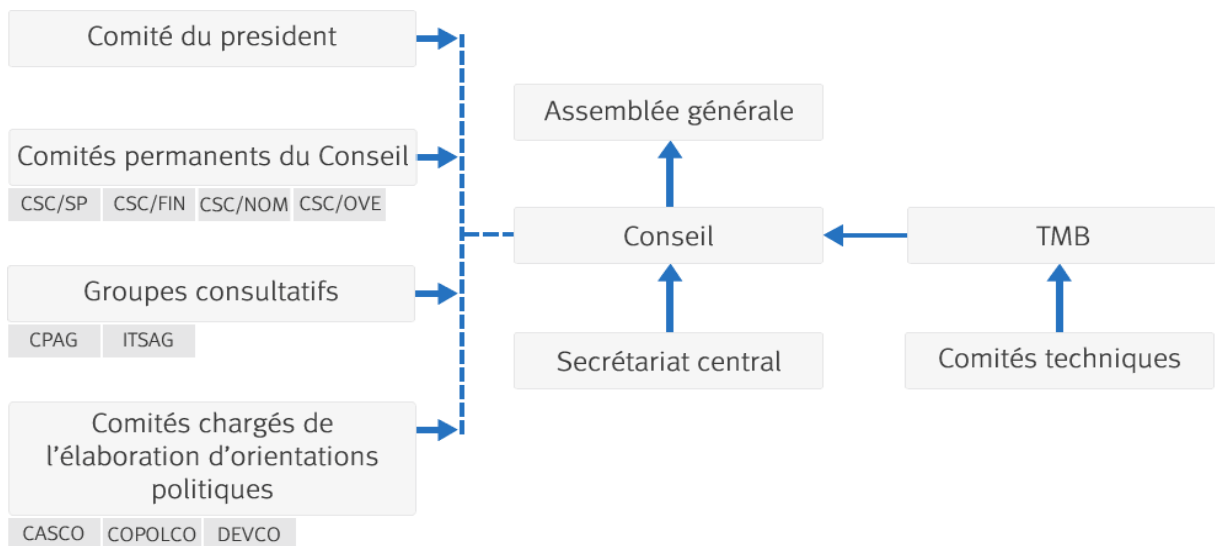 Comité du president
Comités permanents du Conseil
CSC/SP CSC/FIN CSC/NOM CSC/OVE
Groupes consultatifs
CPAG ITSAG
Comités chargés de
l'élaboration d'orientations
politiques
CASCO COPOLCO DEVCO
Assemblée générale
Conseil
Secrétariat central
TMB
Comités techniques